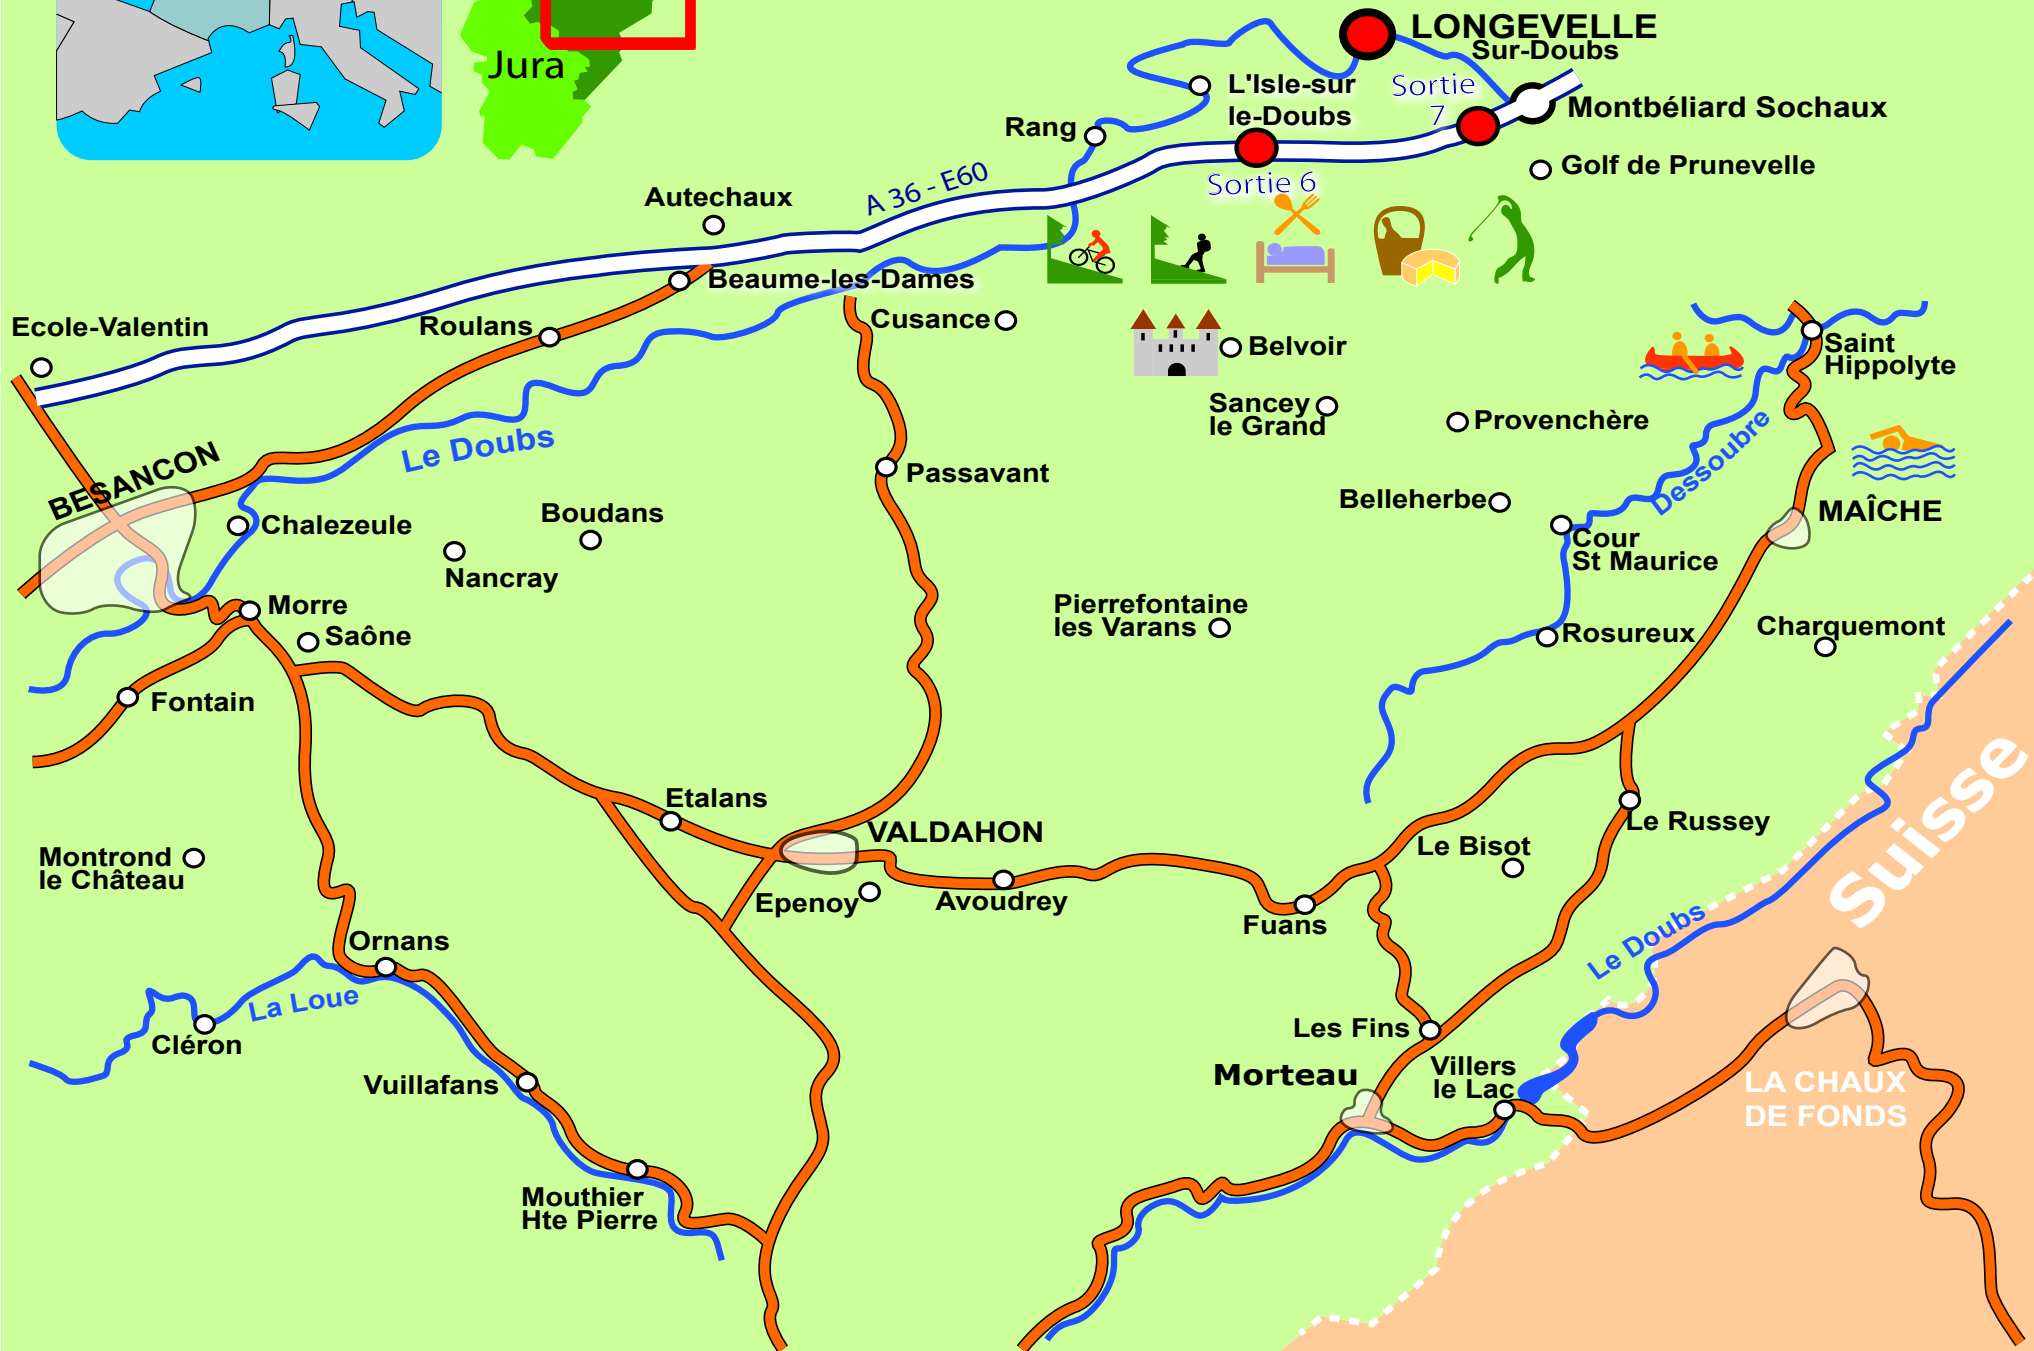 Jura
LONGEVELLE
Sur-Doubs
L'Isle-sur
le-Doubs
Sortie
7
Montbéliard Sochaux
Rang
Golf de Prunevelle
A 36 - E60
Sortie 6
Autechaux
Beaume-les-Dames
Ecole-Valentin
Roulans
Cusance
Belvoir
Saint
Hippolyte
Sancey
le Grand
Provenchère
Le Doubs
Dessoubre
BESANCON
Passavant
Belleherbe
MAÎCHE
Chalezeule
Boudans
Cour
St Maurice
Nancray
Morre
Saône
Pierrefontaine
les Varans
Rosureux
Charquemont
Fontain
Suisse
Etalans
VALDAHON
Le Russey
Le Bisot
Montrond
le Château
Epenoy
Avoudrey
Fuans
Le Doubs
Ornans
La Loue
Cléron
Les Fins
Vuillafans
Morteau
Villers
le Lac
LA CHAUX
DE FONDS
Mouthier
Hte Pierre